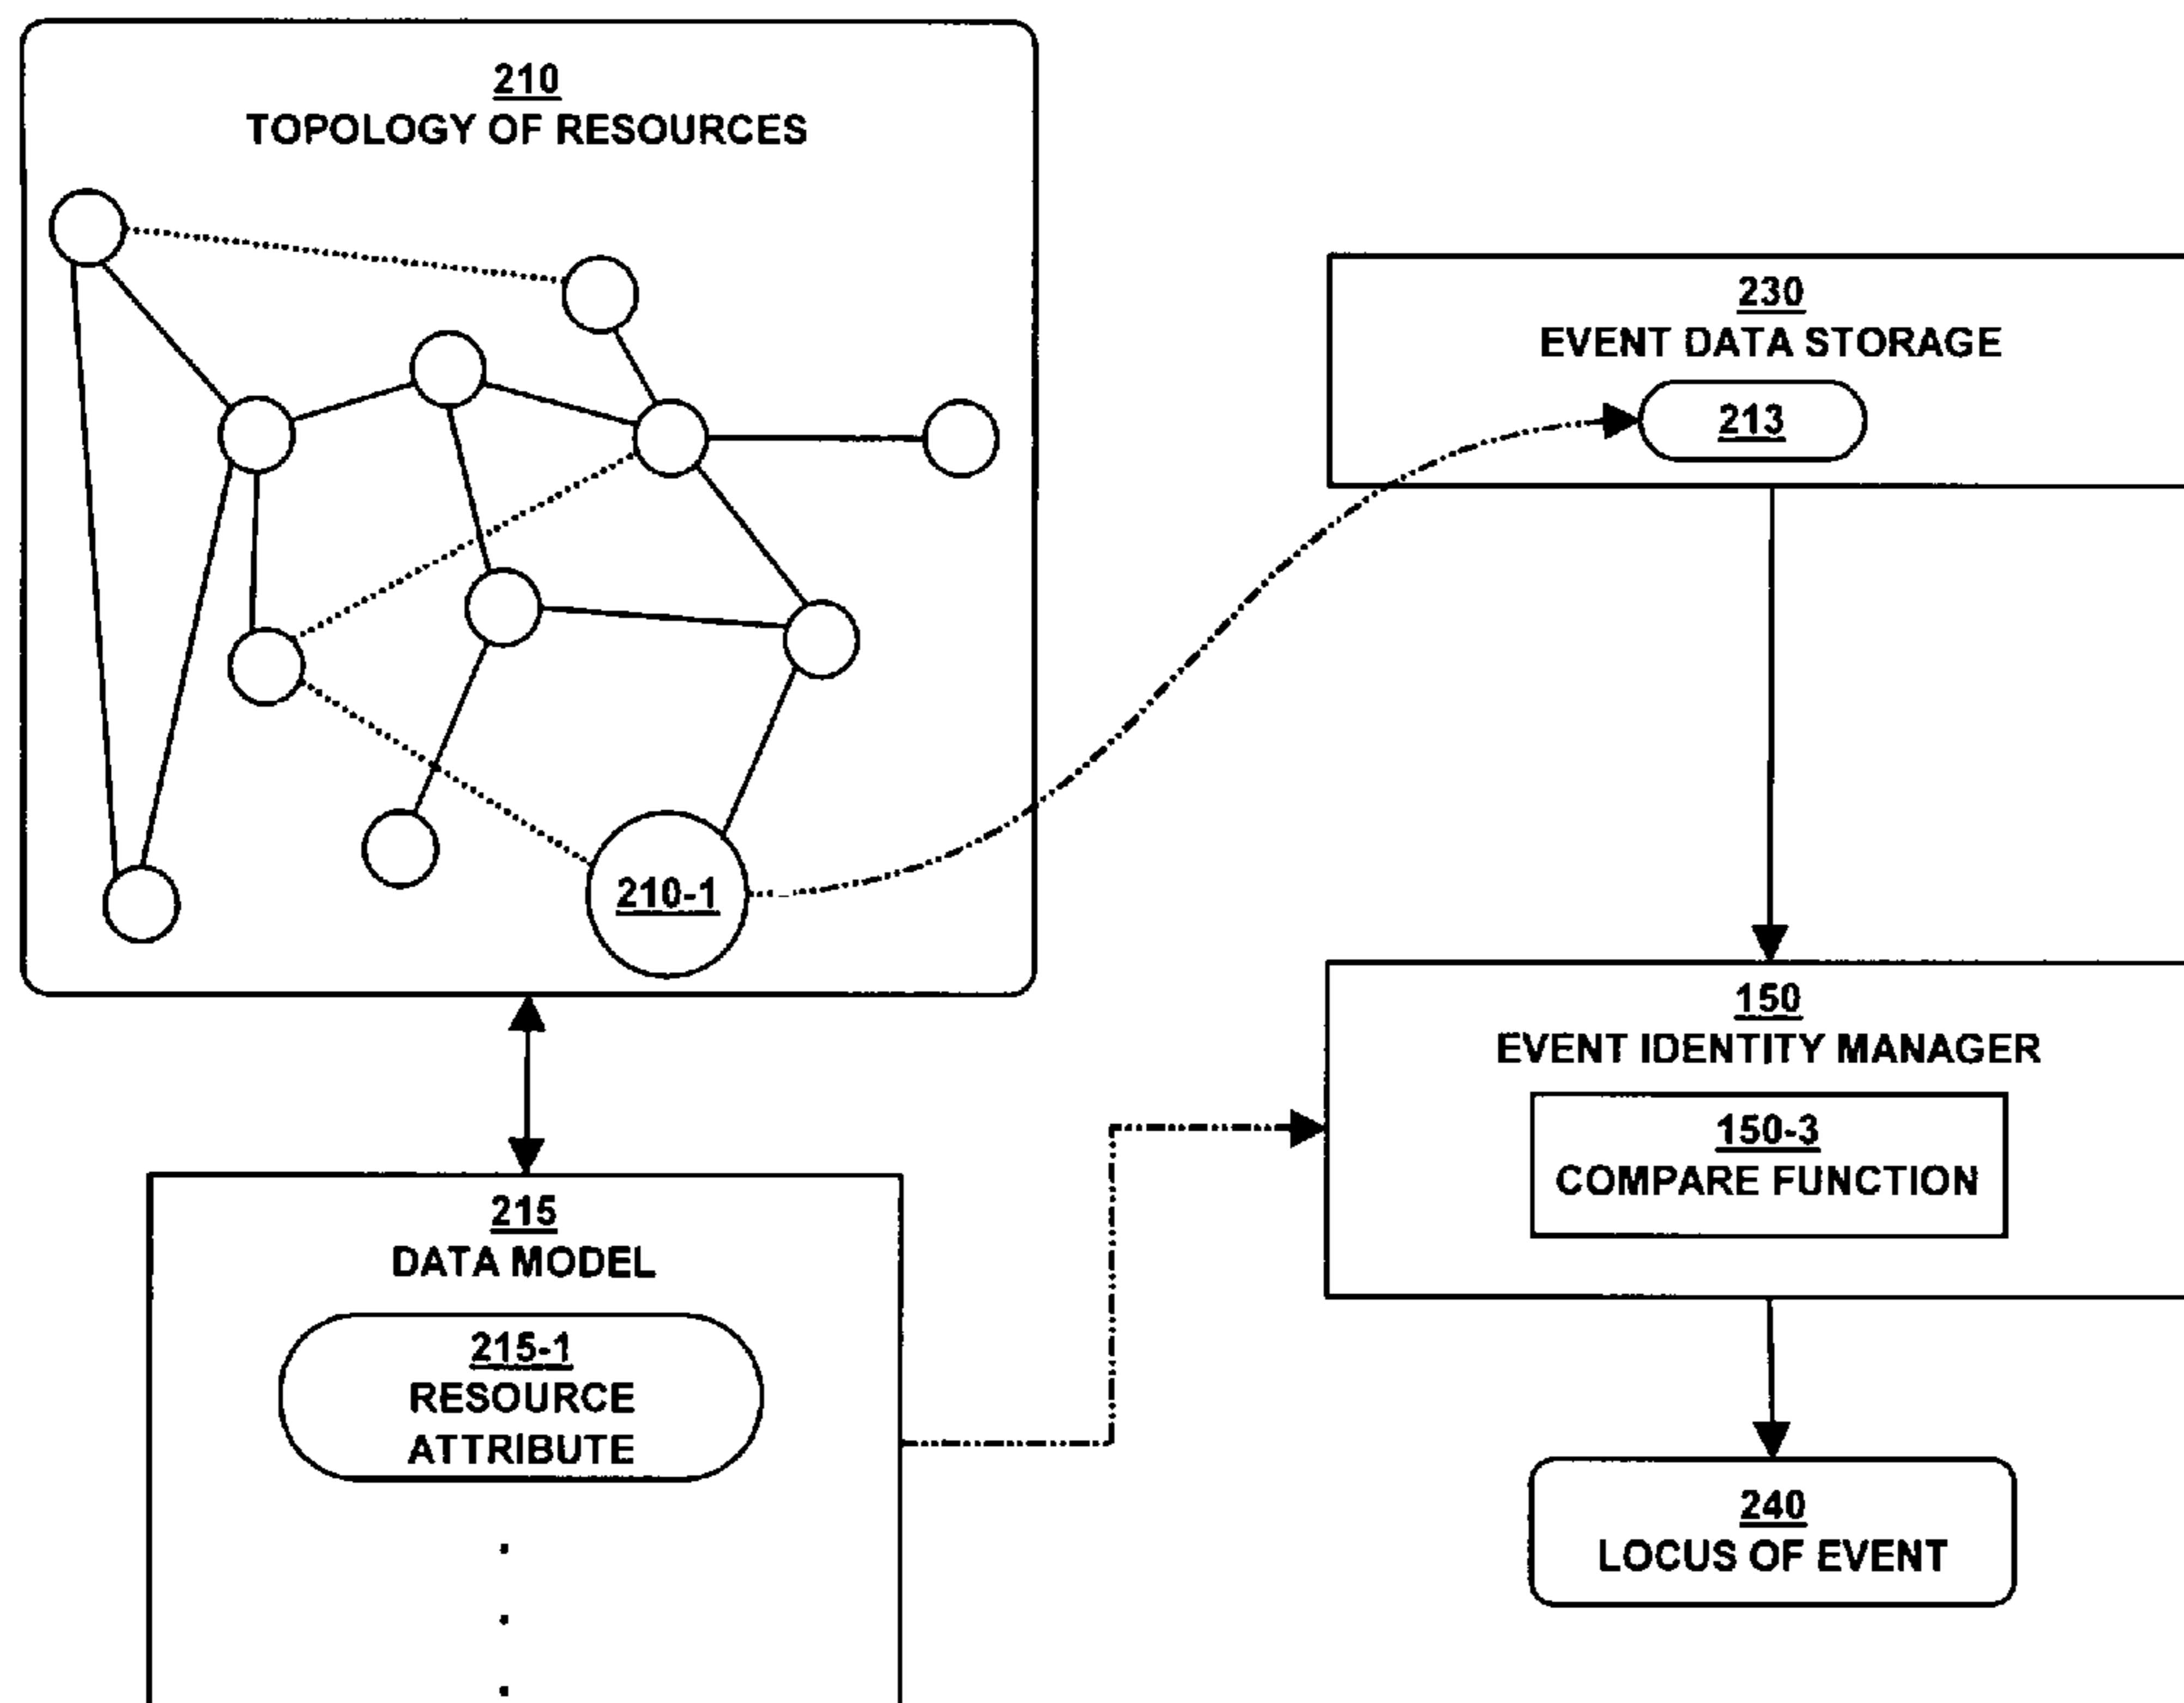 210
TOPOLOGY OF RESOURCES
210-1
230
EVENT DATA STORAGE
213
150
EVENT IDENTITY MANAGER
150-3
COMPARE FUNCTION
215
DATA MODEL
215-1
RESOURCE
ATTRIBUTE
240
LOCUS OF EVENT